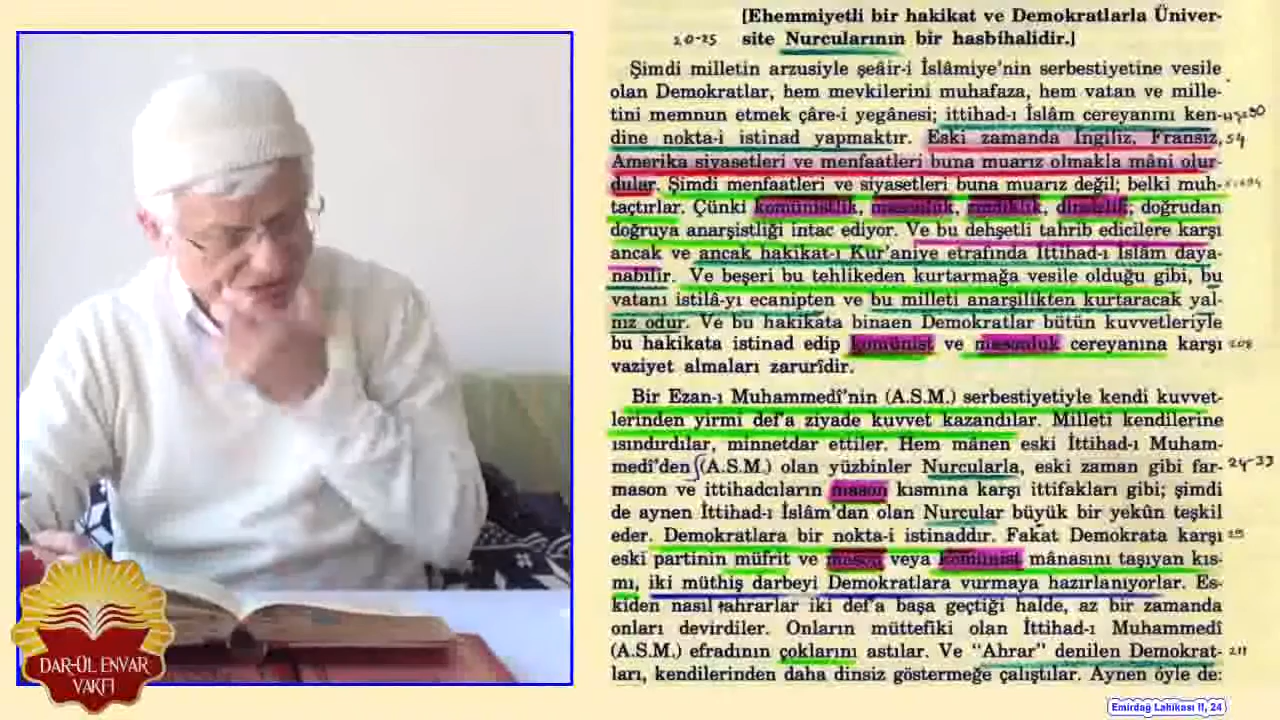 [Ehemmiyetli bir hakikat ve Demokratlarla Üniver-
20-25 site Nurcularının bir hasbihalidir.]
Şimdi milletin arzusiyle şeâir-i İslâmiye'nin serbestiyetine vesile
olan Demokratlar, hem mevkilerini muhafaza, hem vatan ve mille-
tini memnun etmek çâre-i yegânesi; ittihad-ı İslâm cereyanını ken-
dine nokta-i istinad yapmaktır. Eski zamanda İngiliz, Fransız, 54
Amerika siyasetleri ve menfaatleri buna muarız olmakla mâni olur-
dular. Şimdi menfaatleri ve siyasetleri buna muarız değil; belki muh-
taçtırlar. Çünki komünistlik, masonluk, zındıklık, dinsizlik; doğrudan
doğruya anarşistliği intac ediyor. Ve bu dehşetli tahrib edicilere karşı
ancak ve ancak hakikat-ı Kur'aniye etrafında İttihad-ı İslâm daya-
nabilir. Ve beşeri bu tehlikeden kurtarmağa vesile olduğu gibi, bu
vatanı istilâ-yı ecanipten ve bu milleti anarşilikten kurtaracak yal-
nız odur. Ve bu hakikata binaen Demokratlar bütün kuvvetleriyle
bu hakikata istinad edip komünist ve masonluk cereyanına karşı 208
vaziyet almaları zarurîdir.
Bir Ezan-ı Muhammedî'nin (A.S.M.) serbestiyetiyle kendi kuvvet-
lerinden yirmi def'a ziyade kuvvet kazandılar. Milleti kendilerine
ısındırdılar, minnetdar ettiler. Hem mânen eski İttihad-ı Muham-
medî'den (A.S.M.) olan yüzbinler Nurcularla, eski zaman gibi far- 24-33
mason ve ittihadcıların mason kısmına karşı ittifakları gibi; şimdi
de aynen İttihad-ı İslâm'dan olan Nurcular büyük bir yekûn teşkil
eder. Demokratlara bir nokta-i istinaddır. Fakat Demokrata karşı
eski partinin müfrit ve mason veya komünist mânasını taşıyan kıs-
mı, iki müthiş darbeyi Demokratlara vurmaya hazırlanıyorlar. Es-
kiden nasıl ahrarlar iki def'a başa geçtiği halde, az bir zamanda
onları devirdiler. Onların müttefiki olan İttihad-ı Muhammedî
(A.S.M.) efradının çoklarını astılar. Ve "Ahrar" denilen Demokrat- 211
ları, kendilerinden daha dinsiz göstermeğe çalıştılar. Aynen öyle de:
DAR-ÜL ENVAR
VAKFI
Emirdağ Lahikası II, 24